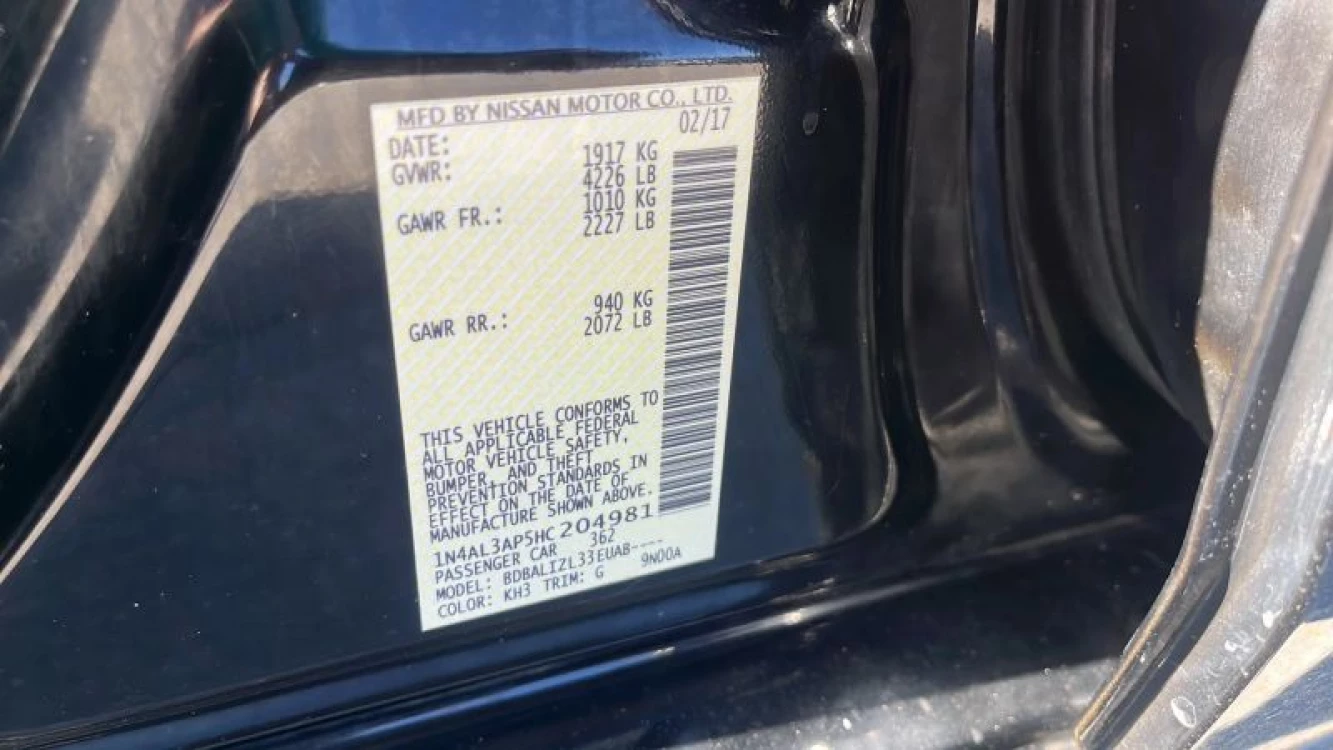 MFD BY NISSAN MOTOR CO., LTD.
DATE: 02/17
GVWR: 1917 KG
4226 LB
GAWR FR.: 1010 KG
2227 LB
GAWR RR.: 940 KG
2072 LB
THIS VEHICLE CONFORMS TO
ALL APPLICABLE FEDERAL
MOTOR VEHICLE SAFETY,
BUMPER, AND THEFT
PREVENTION STANDARDS IN
EFFECT ON THE DATE OF
MANUFACTURE SHOWN ABOVE.
1N4AL3AP5HC204981
PASSENGER CAR 362
MODEL: BDBALIZL33EUAB----
COLOR: KH3 TRIM: G 9N00A